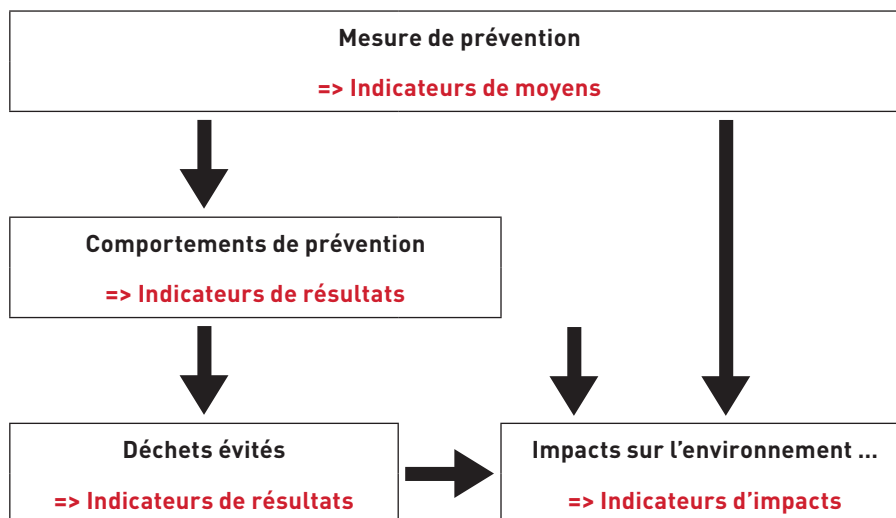 Mesure de prévention
=> Indicateurs de moyens
Comportements de prévention
=> Indicateurs de résultats
Déchets évités
=> Indicateurs de résultats
Impacts sur l’environnement ...
=> Indicateurs d’impacts